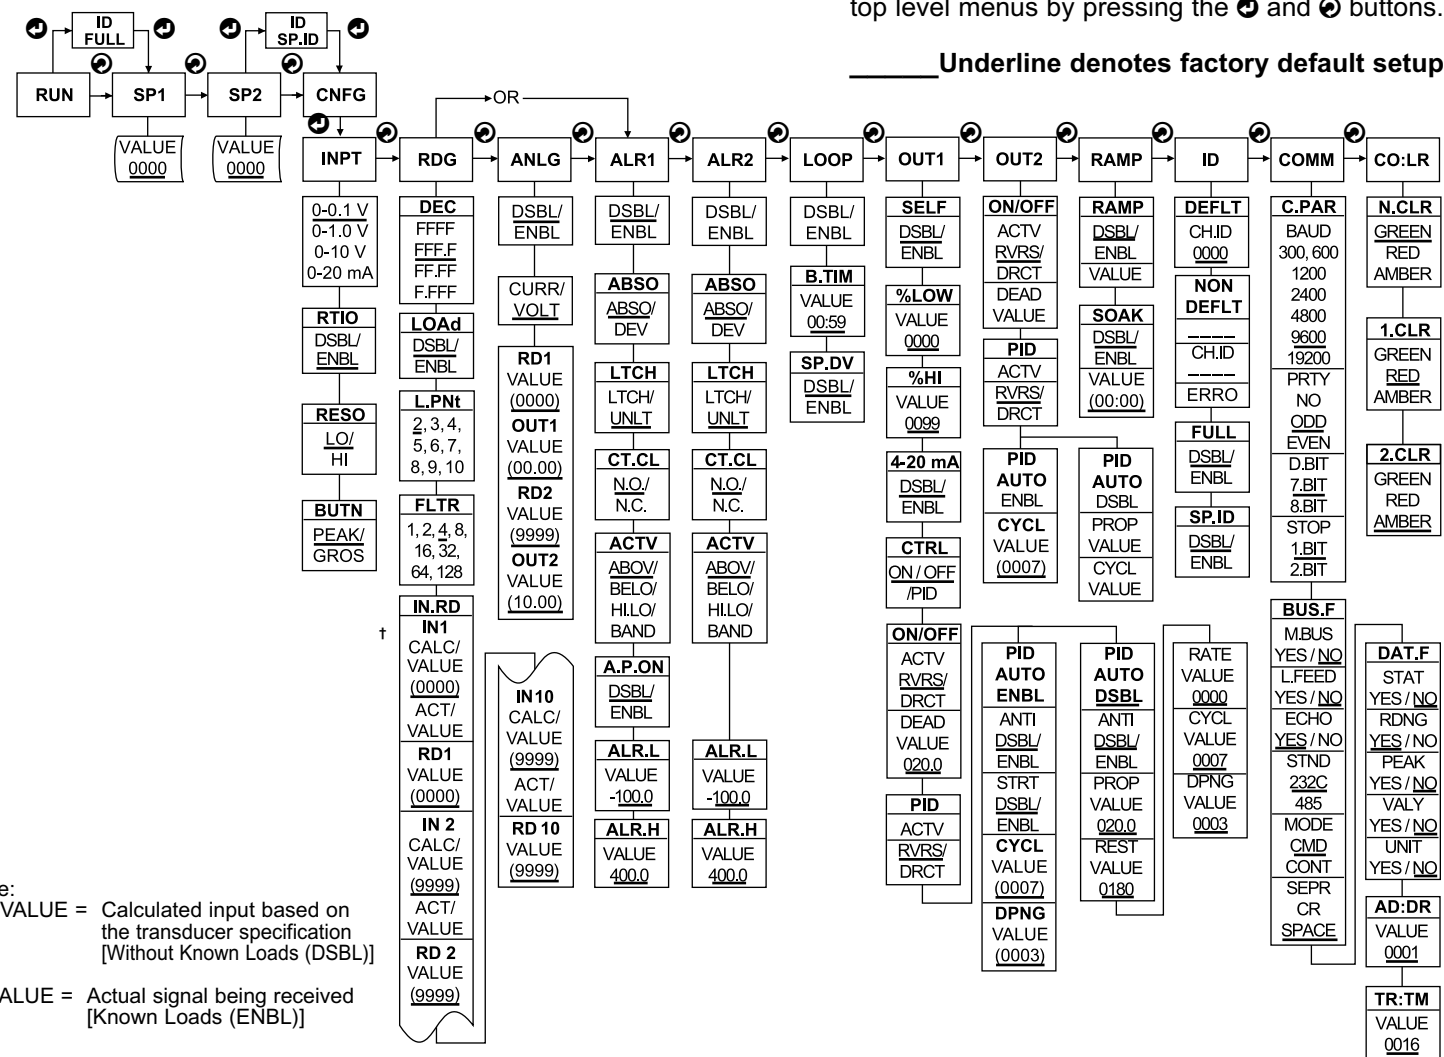 top level menus by pressing the and buttons.
Underline denotes factory default setup
ID
FULL
ID
SP.ID
RUN
SP1
SP2
CNFG
VALUE
0000
VALUE
0000
OR
INPT
RDG
ANLG
ALR1
ALR2
LOOP
OUT1
OUT2
RAMP
ID
COMM
CO:LR
0-0.1 V
0-1.0 V
0-10 V
0-20 mA
RTIO
DSBL/
ENBL
RESO
LO/
HI
BUTN
PEAK/
GROS
DEC
FFFF
FFF.F
FF.FF
F.FFF
LOAd
DSBL/
ENBL
L.PNt
2, 3, 4,
5, 6, 7,
8, 9, 10
FLTR
1, 2, 4, 8,
16, 32,
64, 128
†
IN.RD
IN1
CALC/
VALUE
(0000)
ACT/
VALUE
RD1
VALUE
(0000)
IN 2
CALC/
VALUE
(9999)
ACT/
VALUE
RD 2
VALUE
(9999)
DSBL/
ENBL
CURR/
VOLT
RD1
VALUE
(0000)
OUT1
VALUE
(00.00)
RD2
VALUE
(9999)
OUT2
VALUE
(10.00)
IN10
CALC/
VALUE
(9999)
ACT/
VALUE
RD 10
VALUE
(9999)
DSBL/
ENBL
ABSO
ABSO/
DEV
LTCH
LTCH/
UNLT
CT.CL
N.O./
N.C.
ACTV
ABOV/
BELO/
HI.LO/
BAND
A.P.ON
DSBL/
ENBL
ALR.L
VALUE
-100.0
ALR.H
VALUE
400.0
DSBL/
ENBL
ABSO
ABSO/
DEV
LTCH
LTCH/
UNLT
CT.CL
N.O./
N.C.
ACTV
ABOV/
BELO/
HI.LO/
BAND
ALR.L
VALUE
-100.0
ALR.H
VALUE
400.0
DSBL/
ENBL
B.TIM
VALUE
00:59
SP.DV
DSBL/
ENBL
SELF
DSBL/
ENBL
%LOW
VALUE
0000
%HI
VALUE
0099
4-20 mA
DSBL/
ENBL
CTRL
ON / OFF
/PID
ON/OFF
ACTV
RVRS/
DRCT
DEAD
VALUE
020.0
PID
ACTV
RVRS/
DRCT
ON/OFF
ACTV
RVRS/
DRCT
DEAD
VALUE
PID
ACTV
RVRS/
DRCT
PID
AUTO
ENBL
CYCL
VALUE
(0007)
PID
AUTO
DSBL
PROP
VALUE
CYCL
VALUE
PID
AUTO
ENBL
ANTI
DSBL/
ENBL
STRT
DSBL/
ENBL
CYCL
VALUE
(0007)
DPNG
VALUE
(0003)
PID
AUTO
DSBL
ANTI
DSBL/
ENBL
PROP
VALUE
020.0
REST
VALUE
0180
RATE
VALUE
0000
CYCL
VALUE
0007
DPNG
VALUE
0003
RAMP
DSBL/
ENBL
VALUE
SOAK
DSBL/
ENBL
VALUE
(00:00)
DEFLT
CH.ID
0000
NON
DEFLT
_ _ _ _
CH.ID
_ _ _ _
ERRO
FULL
DSBL/
ENBL
SP.ID
DSBL/
ENBL
C.PAR
BAUD
300, 600
1200
2400
4800
9600
19200
PRTY
NO
ODD
EVEN
D.BIT
7.BIT
8.BIT
STOP
1.BIT
2.BIT
BUS.F
M.BUS
YES / NO
L.FEED
YES / NO
ECHO
YES / NO
STND
232C
485
MODE
CMD
CONT
SEPR
CR
SPACE
N.CLR
GREEN
RED
AMBER
1.CLR
GREEN
RED
AMBER
2.CLR
GREEN
RED
AMBER
DAT.F
STAT
YES / NO
RDNG
YES / NO
PEAK
YES / NO
VALY
YES / NO
UNIT
YES / NO
AD:DR
VALUE
0001
TR:TM
VALUE
0016
e:
VALUE = Calculated input based on
the transducer specification
[Without Known Loads (DSBL)]
ALUE = Actual signal being received
[Known Loads (ENBL)]